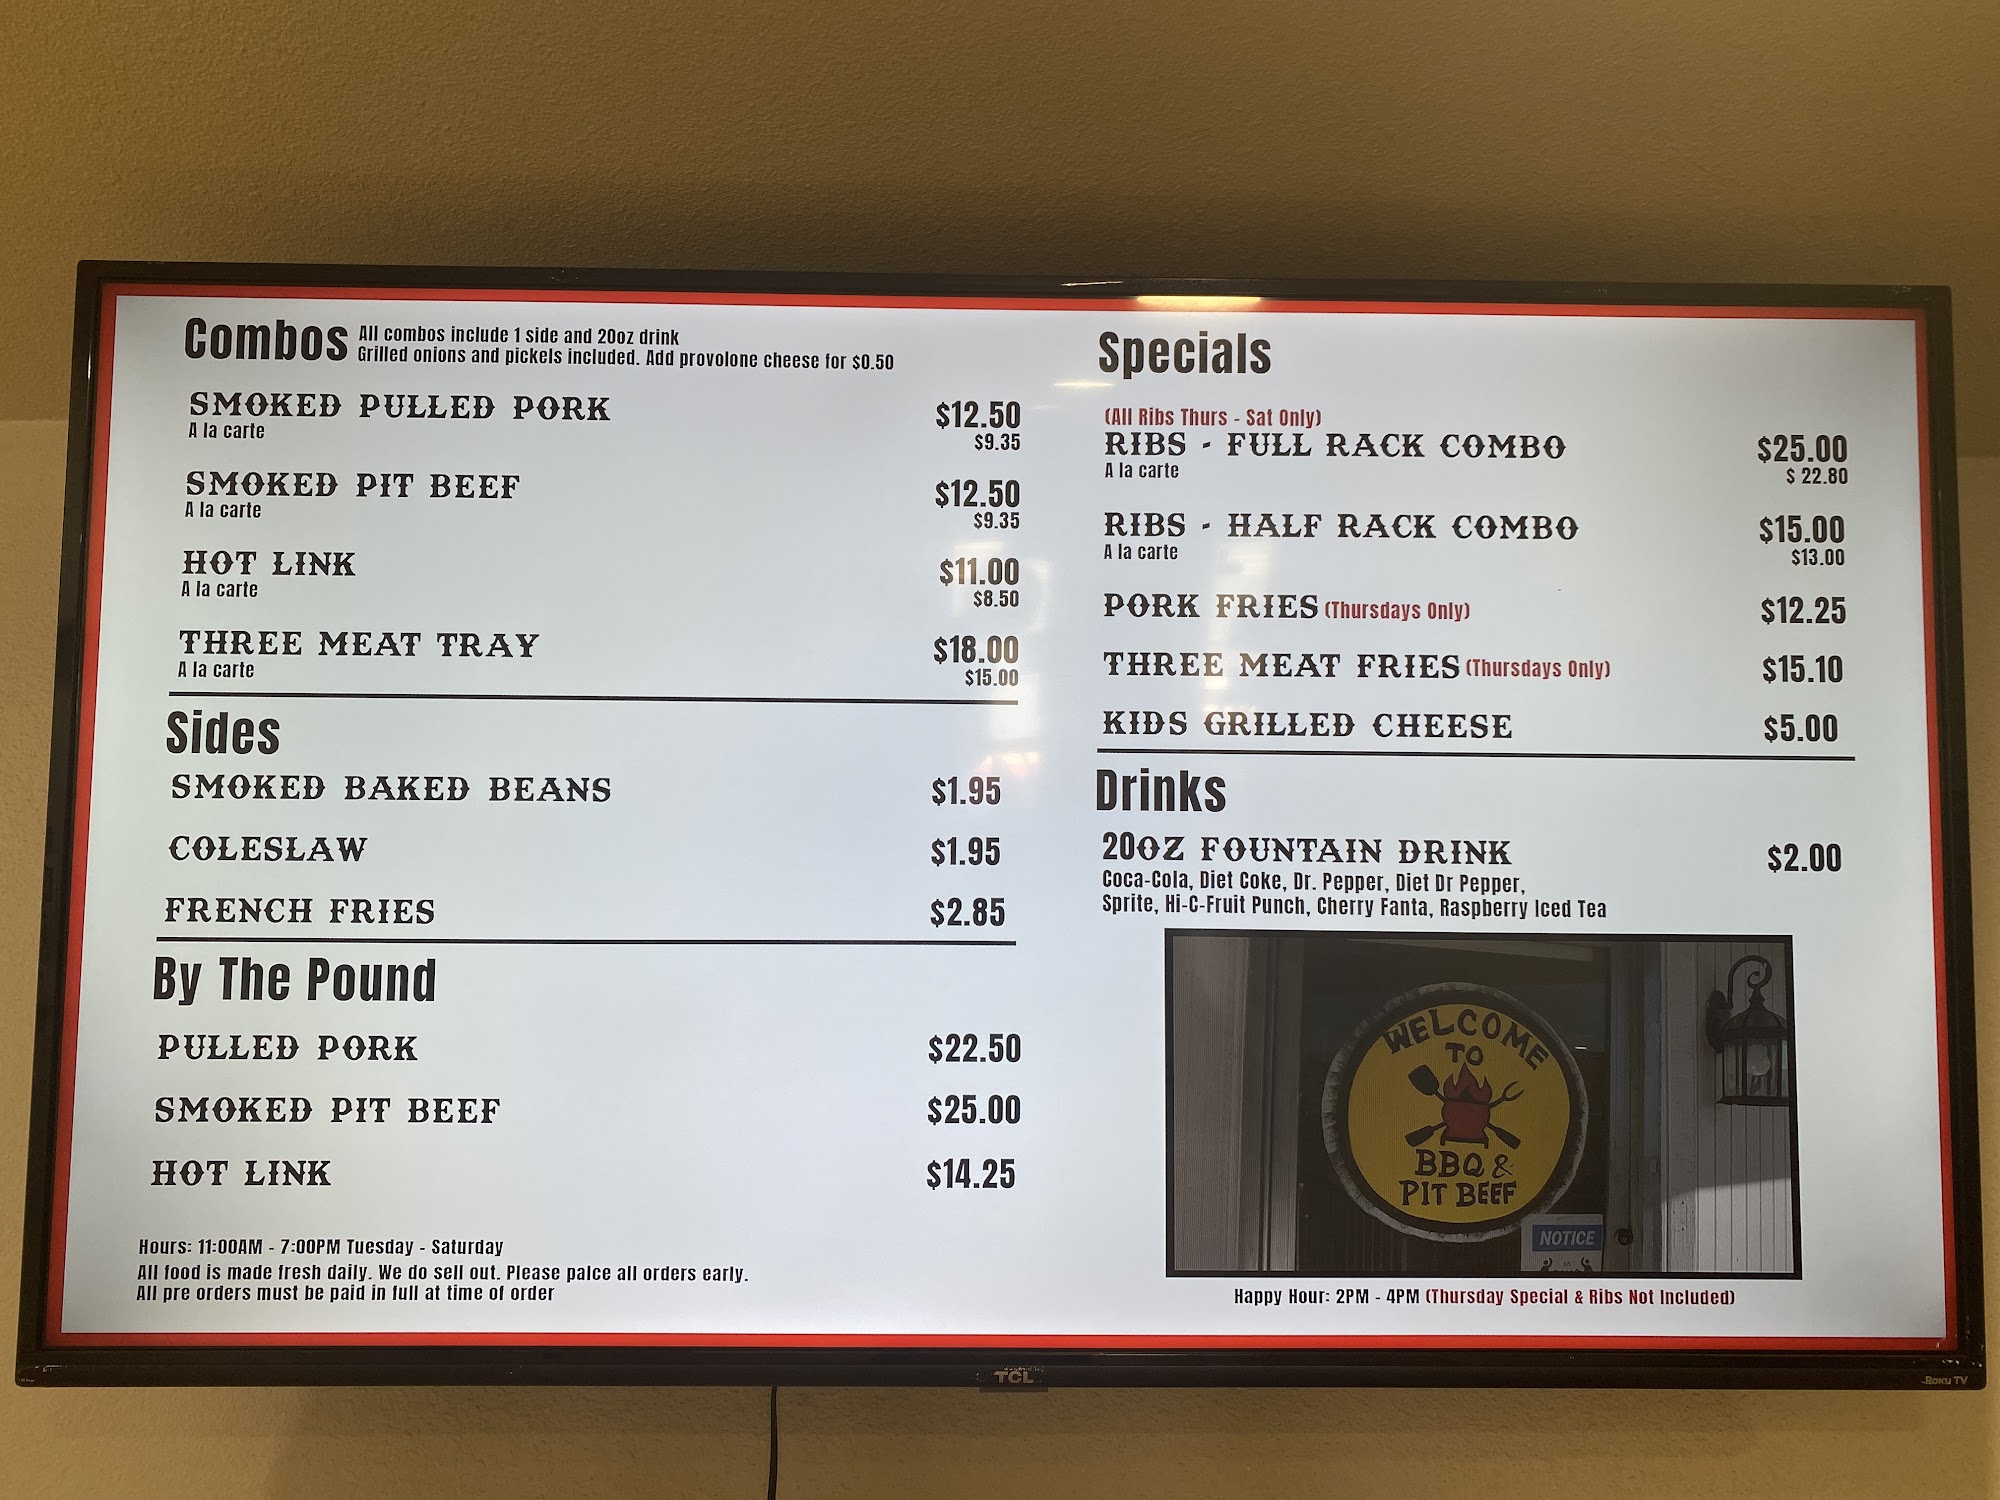 Combos
All combos include 1 side and 20oz drink
Grilled onions and pickels included. Add provolone cheese for $0.50
SMOKED PULLED PORK $12.50
A la carte $9.35
SMOKED PIT BEEF $12.50
A la carte $9.35
HOT LINK $11.00
A la carte $8.50
THREE MEAT TRAY $18.00
A la carte $15.00
Sides
SMOKED BAKED BEANS $1.95
COLESLAW $1.95
FRENCH FRIES $2.85
By The Pound
PULLED PORK $22.50
SMOKED PIT BEEF $25.00
HOT LINK $14.25
Hours: 11:00AM - 7:00PM Tuesday - Saturday
All food is made fresh daily. We do sell out. Please palce all orders early.
All pre orders must be paid in full at time of order
Specials
(All Ribs Thurs - Sat Only)
RIBS - FULL RACK COMBO $25.00
A la carte $ 22.80
RIBS - HALF RACK COMBO $15.00
A la carte $13.00
PORK FRIES (Thursdays Only) $12.25
THREE MEAT FRIES (Thursdays Only) $15.10
KIDS GRILLED CHEESE $5.00
Drinks
20OZ FOUNTAIN DRINK $2.00
Coca-Cola, Diet Coke, Dr. Pepper, Diet Dr Pepper,
Sprite, Hi-C-Fruit Punch, Cherry Fanta, Raspberry Iced Tea
WELCOME
TO
BBQ &
PIT BEEF
NOTICE
Happy Hour: 2PM - 4PM (Thursday Special & Ribs Not Included)
TCL
Roku TV